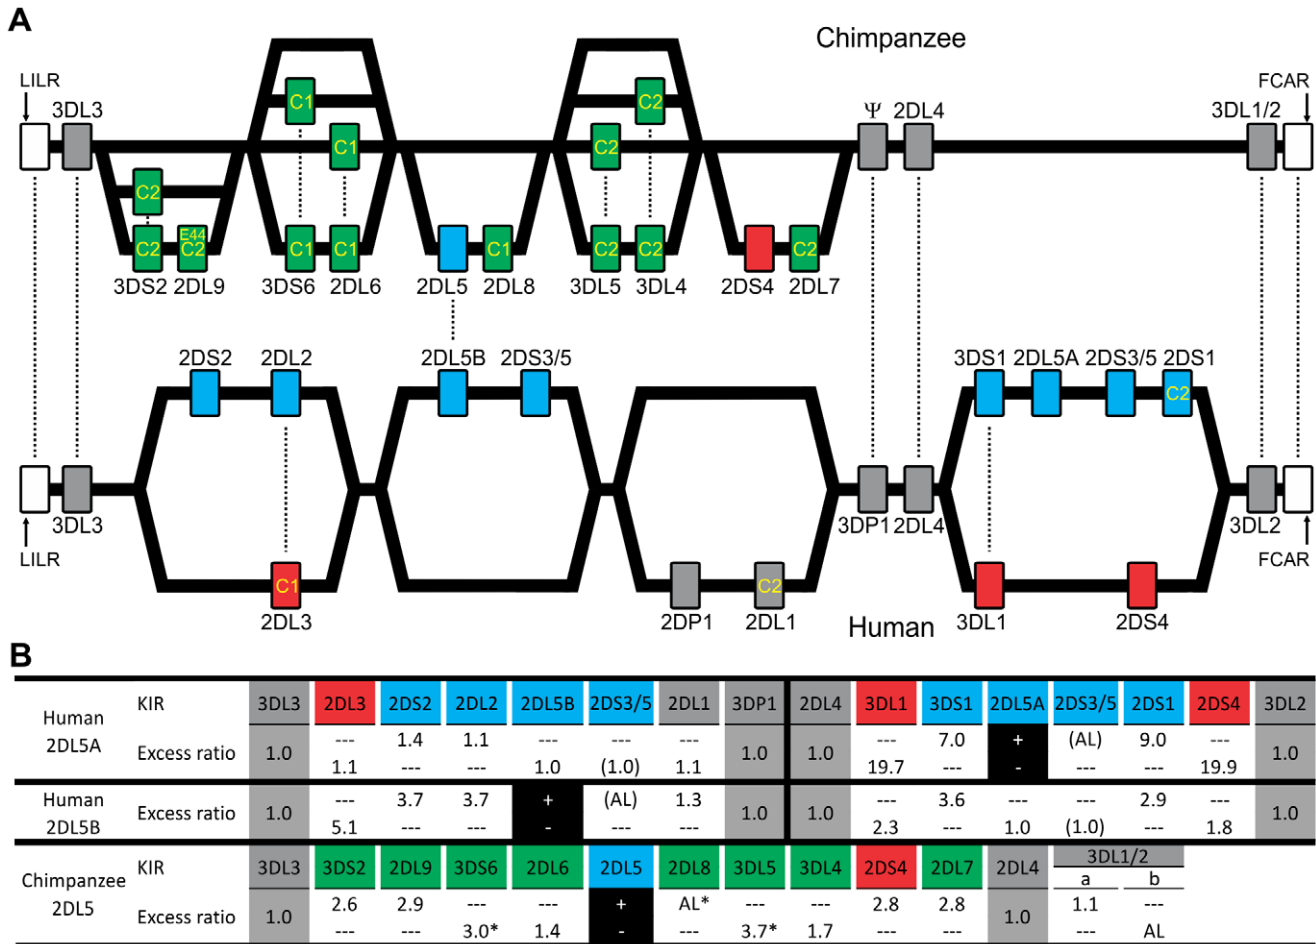 A
Chimpanzee
LILR 3DL3 C1 C2 Ψ 2DL4 3DL1/2 FCAR
C1 C2
C2
C2 E44 C2 C1 C1 C1 C2 C2 C2
3DS2 2DL9 3DS6 2DL6 2DL5 2DL8 3DL5 3DL4 2DS4 2DL7
2DS2 2DL2 2DL5B 2DS3/5 3DS1 2DL5A 2DS3/5 2DS1
C2
3DL3 3DP1 2DL4 3DL2
LILR FCAR
C1 C2
2DL3 2DP1 2DL1 3DL1 2DS4
Human
B
Human 2DL5A KIR 3DL3 2DL3 2DS2 2DL2 2DL5B 2DS3/5 2DL1 3DP1 2DL4 3DL1 3DS1 2DL5A 2DS3/5 2DS1 2DS4 3DL2
Excess ratio 1.0 --- 1.4 1.1 --- --- --- 1.0 1.0 --- 7.0 + (AL) 9.0 --- 1.0
1.1 --- --- 1.0 (1.0) 1.1 19.7 --- - --- --- 19.9
Human 2DL5B Excess ratio 1.0 --- 3.7 3.7 + (AL) 1.3 1.0 1.0 --- 3.6 --- --- 2.9 --- 1.0
5.1 --- --- - --- --- 2.3 --- 1.0 (1.0) --- 1.8
Chimpanzee 2DL5 KIR 3DL3 3DS2 2DL9 3DS6 2DL6 2DL5 2DL8 3DL5 3DL4 2DS4 2DL7 2DL4 3DL1/2
a b
Excess ratio 1.0 2.6 2.9 --- --- + AL* --- --- 2.8 2.8 1.0 1.1 ---
--- --- 3.0* 1.4 - --- 3.7* 1.7 --- --- --- AL